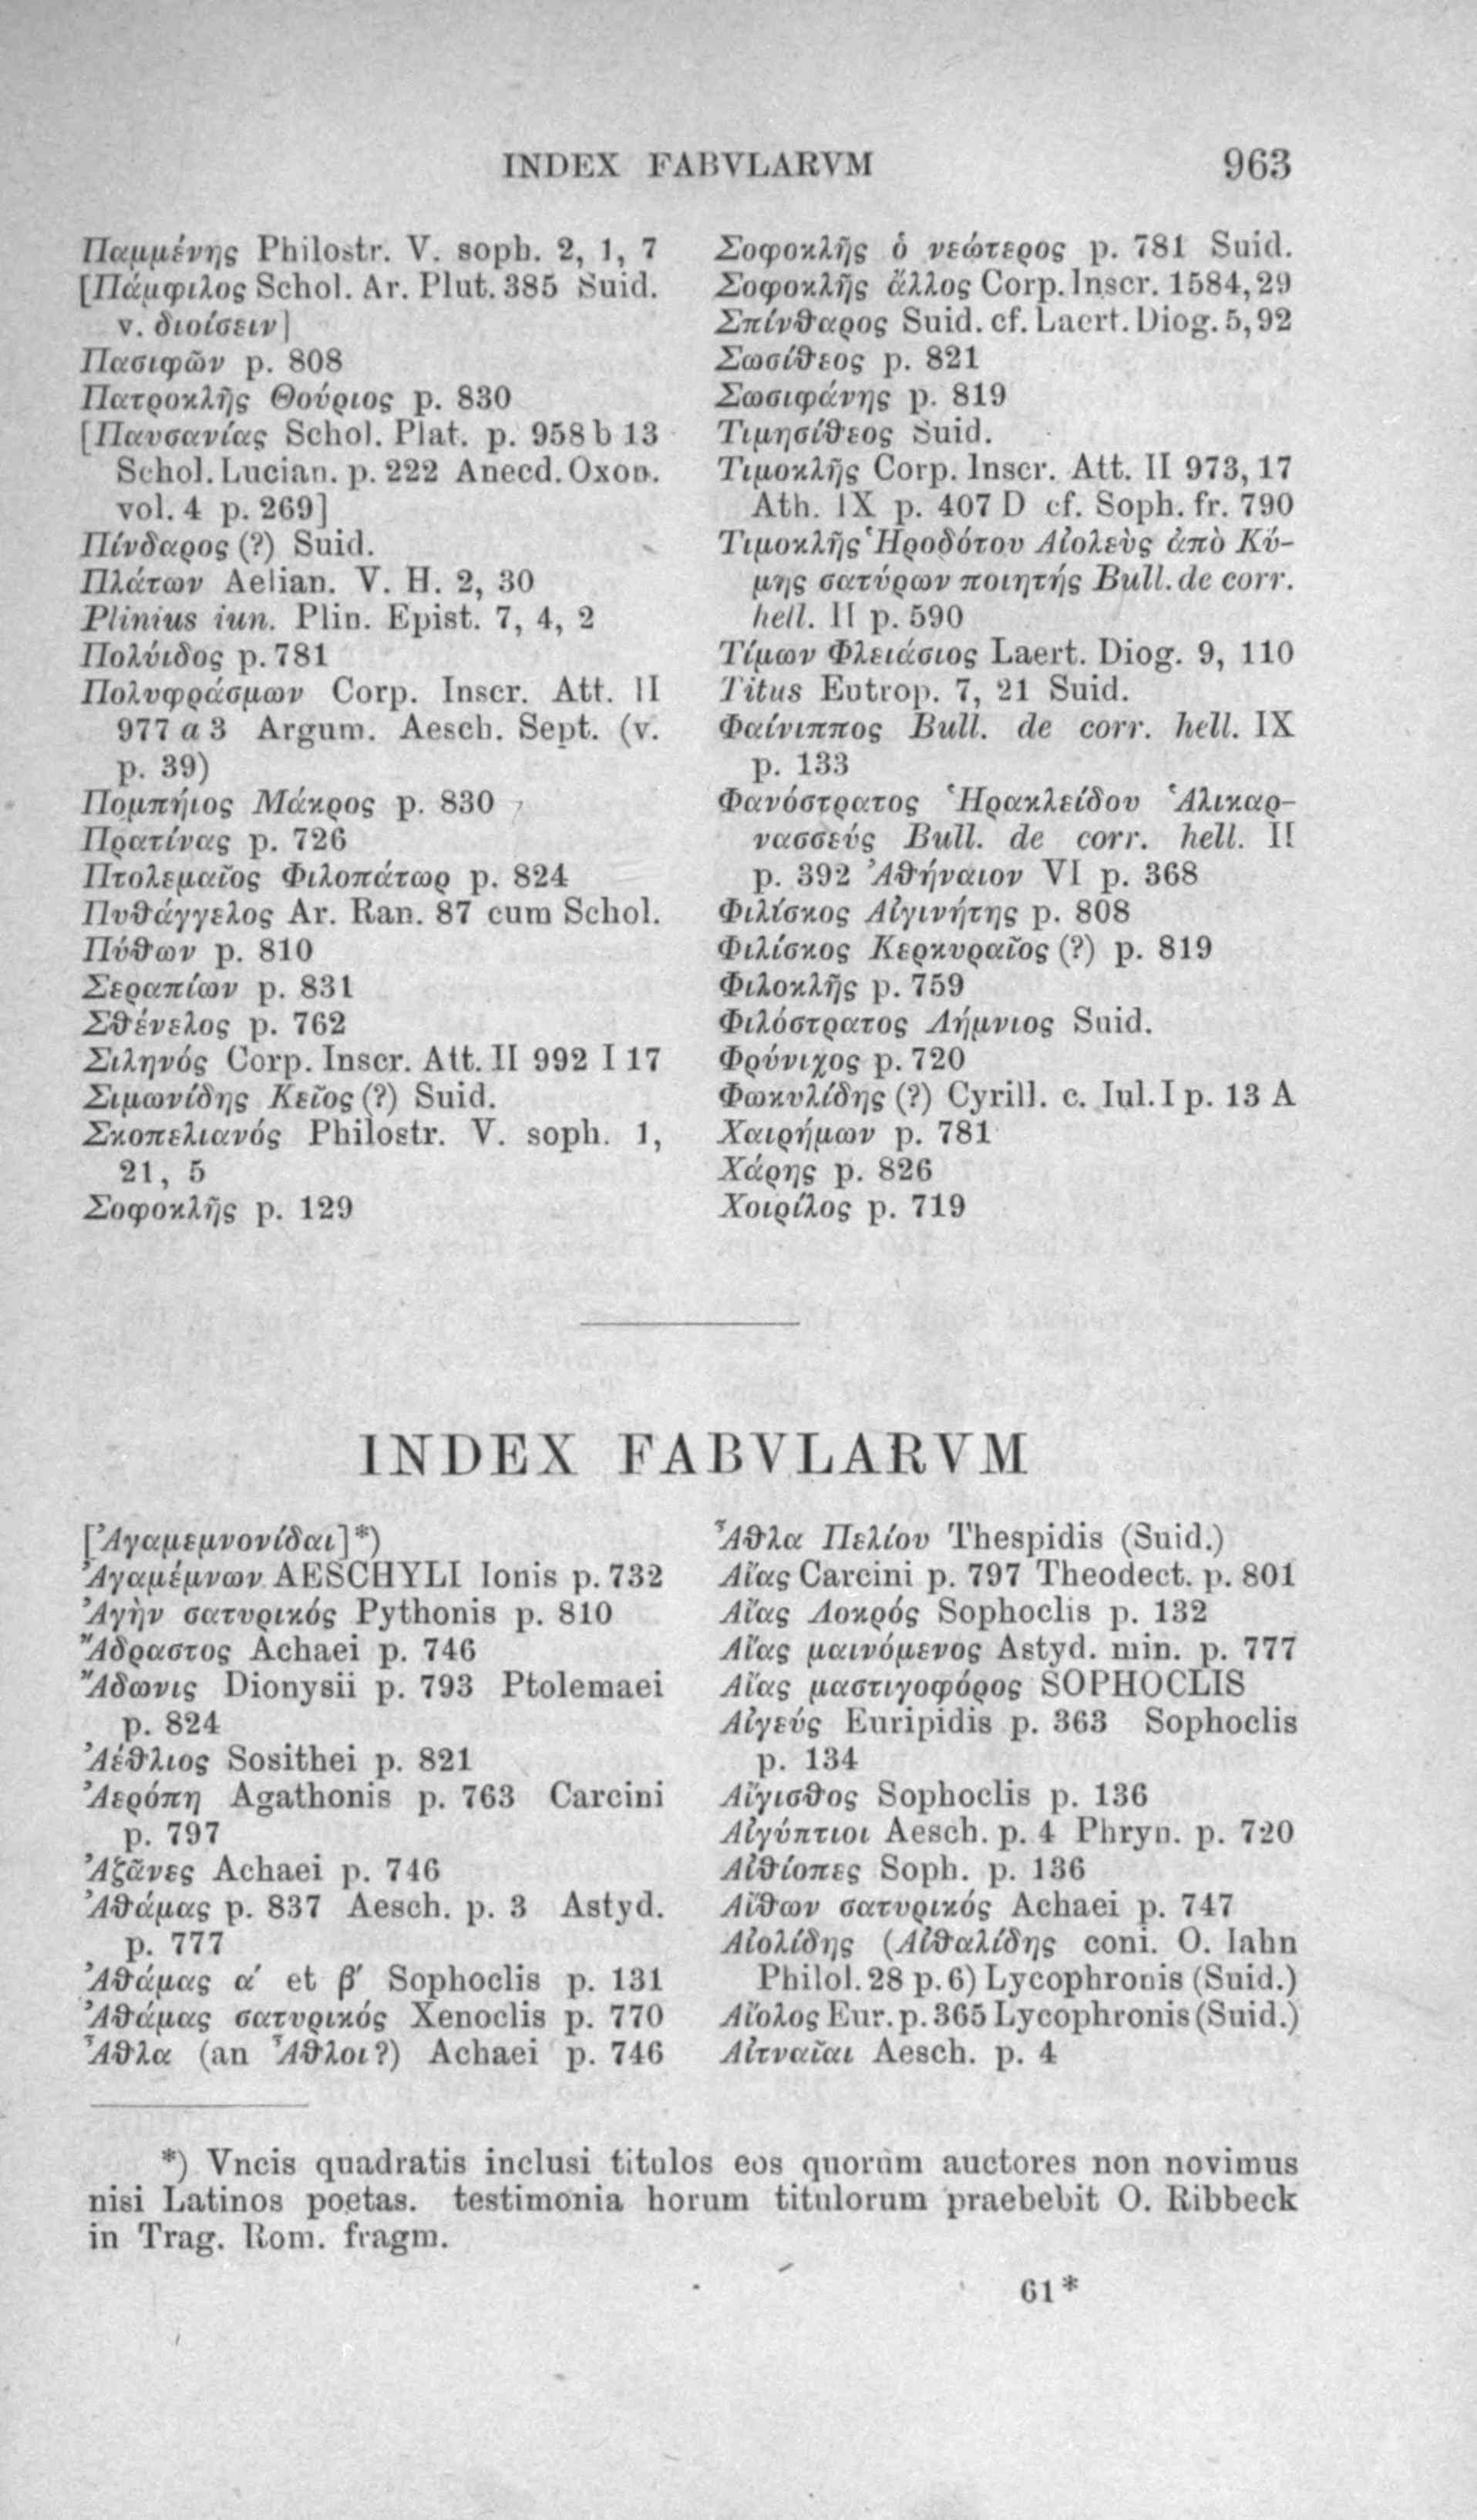 INDEX FABVLARVM 963
Παμμένης Philostr. V. soph. 2, 1, 7
[Πάμφιλος Schol. Ar. Plut. 385 Suid.
v. διοίσειν]
Πασιφῶν p. 808
Πατροκλῆς Θούριος p. 830
[Παυσανίας Schol. Plat. p. 958 b 13
Schol. Lucian. p. 222 Anecd. Oxon.
vol. 4 p. 269]
Πίνδαρος (?) Suid.
Πλάτων Aelian. V. H. 2, 30
Plinius iun. Plin. Epist. 7, 4, 2
Πολύιδος p. 781
Πολυφράσμων Corp. Inscr. Att. II
977 a 3 Argum. Aesch. Sept. (v.
p. 39)
Πομπήιος Μάκρος p. 830
Πρατίνας p. 726
Πτολεμαῖος Φιλοπάτωρ p. 824
Πυθάγγελος Ar. Ran. 87 cum Schol.
Πύθων p. 810
Σεραπίων p. 831
Σθένελος p. 762
Σιληνός Corp. Inscr. Att. II 992 I 17
Σιμωνίδης Κεῖος (?) Suid.
Σκοπελιανός Philostr. V. soph. 1,
21, 5
Σοφοκλῆς p. 129
Σοφοκλῆς ὁ νεώτερος p. 781 Suid.
Σοφοκλῆς ἄλλος Corp. Inscr. 1584, 29
Σπίνθαρος Suid. cf. Laert. Diog. 5, 92
Σωσίθεος p. 821
Σωσιφάνης p. 819
Τιμησίθεος Suid.
Τιμοκλῆς Corp. Inscr. Att. II 973, 17
Ath. IX p. 407 D cf. Soph. fr. 790
Τιμοκλῆς Ἡροδότου Αἰολεὺς ἀπὸ Κύ-
μης σατύρων ποιητής Bull. de corr.
hell. II p. 590
Τίμων Φλειάσιος Laert. Diog. 9, 110
Titus Eutrop. 7, 21 Suid.
Φαίνιππος Bull. de corr. hell. IX
p. 133
Φανόστρατος Ἡρακλείδου Ἁλικαρ-
νασσεύς Bull. de corr. hell. II
p. 392 Ἀθήναιον VI p. 368
Φιλίσκος Αἰγινήτης p. 808
Φιλίσκος Κερκυραῖος (?) p. 819
Φιλοκλῆς p. 759
Φιλόστρατος Λήμνιος Suid.
Φρύνιχος p. 720
Φωκυλίδης (?) Cyrill. c. Iul. I p. 13 A
Χαιρήμων p. 781
Χάρης p. 826
Χοιρίλος p. 719
INDEX FABVLARVM
[Ἀγαμεμνονίδαι]*)
Ἀγαμέμνων AESCHYLI Ionis p. 732
Ἀγὴν σατυρικός Pythonis p. 810
Ἄδραστος Achaei p. 746
Ἄδωνις Dionysii p. 793 Ptolemaei
p. 824
Ἀέθλιος Sosithei p. 821
Ἀερόπη Agathonis p. 763 Carcini
p. 797
Ἀζᾶνες Achaei p. 746
Ἀθάμας p. 837 Aesch. p. 3 Astyd.
p. 777
Ἀθάμας α′ et β′ Sophoclis p. 131
Ἀθάμας σατυρικός Xenoclis p. 770
Ἆθλα (an Ἆθλοι?) Achaei p. 746
Ἆθλα Πελίου Thespidis (Suid.)
Αἴας Carcini p. 797 Theodect. p. 801
Αἴας Λοκρός Sophoclis p. 132
Αἴας μαινόμενος Astyd. min. p. 777
Αἴας μαστιγοφόρος SOPHOCLIS
Αἰγεύς Euripidis p. 363 Sophoclis
p. 134
Αἴγισθος Sophoclis p. 136
Αἰγύπτιοι Aesch. p. 4 Phryn. p. 720
Αἰθίοπες Soph. p. 136
Αἴθων σατυρικός Achaei p. 747
Αἰολίδης (Αἰθαλίδης coni. O. Iahn
Philol. 28 p. 6) Lycophronis (Suid.)
Αἴολος Eur. p. 365 Lycophronis (Suid.)
Αἰτναῖαι Aesch. p. 4
*) Vncis quadratis inclusi titulos eos quorum auctores non novimus
nisi Latinos poetas. testimonia horum titulorum praebebit O. Ribbeck
in Trag. Rom. fragm.
61*